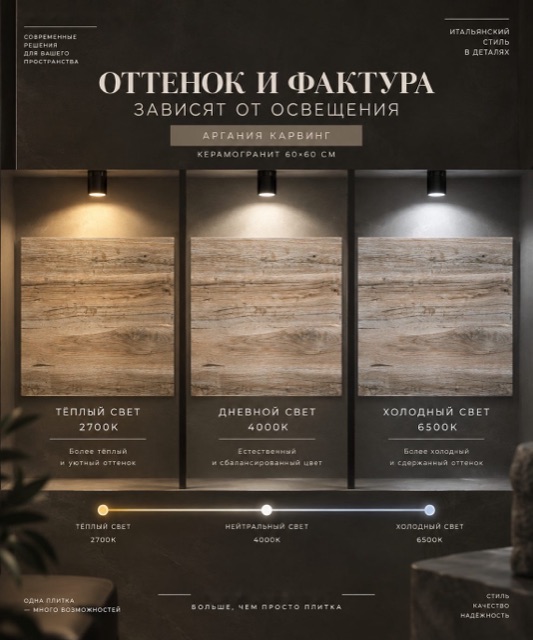 СОВРЕМЕННЫЕ
РЕШЕНИЯ
ДЛЯ ВАШЕГО
ПРОСТРАНСТВА
ИТАЛЬЯНСКИЙ
СТИЛЬ
В ДЕТАЛЯХ
ОТТЕНОК И ФАКТУРА
ЗАВИСЯТ ОТ ОСВЕЩЕНИЯ
АРГАНИЯ КАРВИНГ
КЕРАМОГРАНИТ 60×60 СМ
ТЁПЛЫЙ СВЕТ
2700K
Более тёплый
и уютный оттенок
ДНЕВНОЙ СВЕТ
4000K
Естественный
и сбалансированный цвет
ХОЛОДНЫЙ СВЕТ
6500K
Более холодный
и сдержанный оттенок
ТЁПЛЫЙ СВЕТ
2700K
НЕЙТРАЛЬНЫЙ СВЕТ
4000K
ХОЛОДНЫЙ СВЕТ
6500K
ОДНА ПЛИТКА
— МНОГО ВОЗМОЖНОСТЕЙ
БОЛЬШЕ, ЧЕМ ПРОСТО ПЛИТКА
СТИЛЬ
КАЧЕСТВО
НАДЕЖНОСТЬ